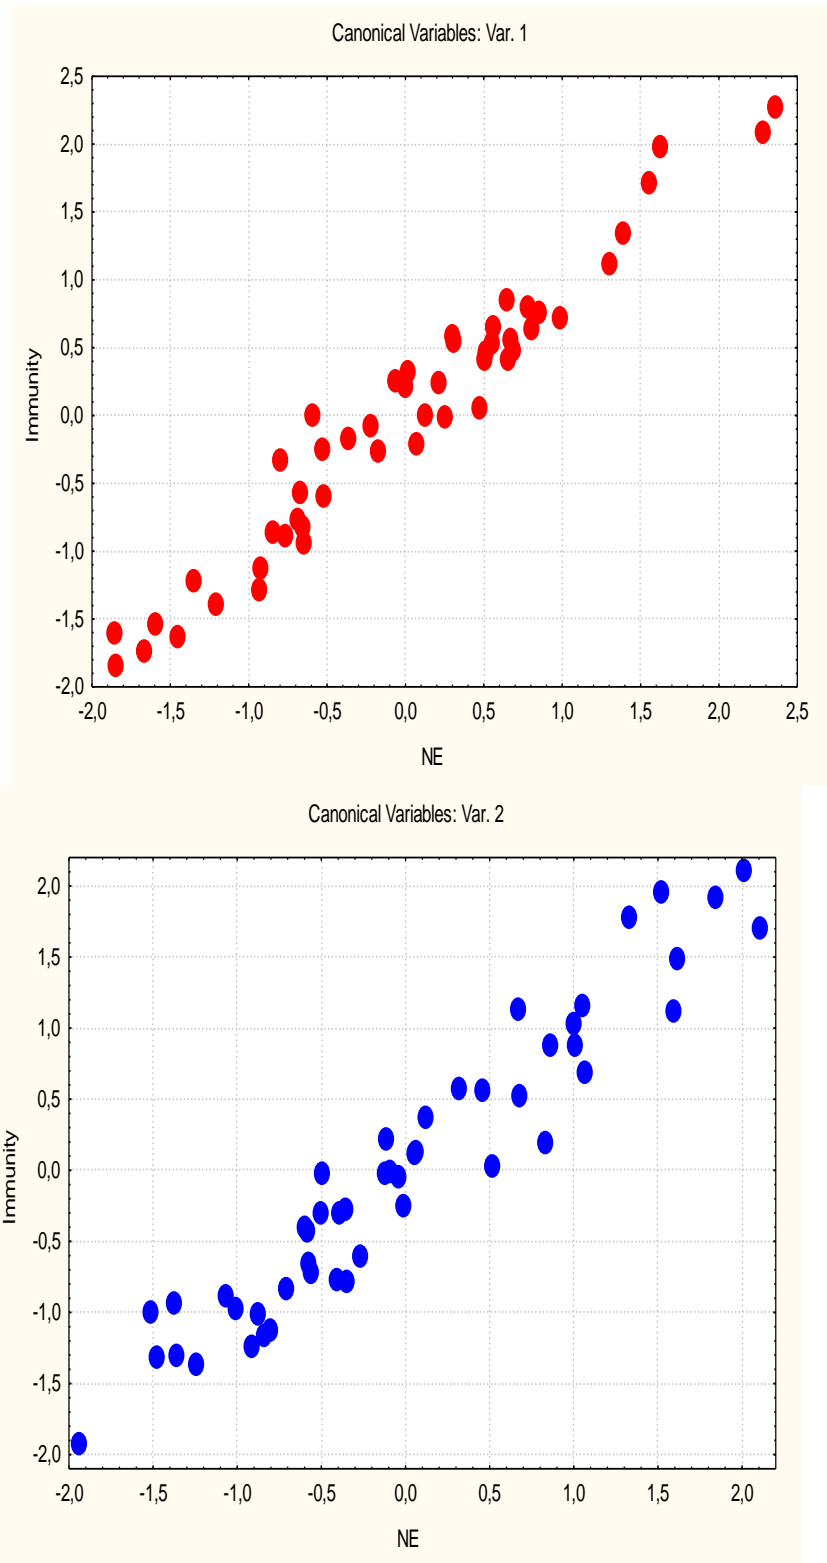 Canonical Variables: Var. 1
2,5
2,0
1,5
1,0
0,5
0,0
-0,5
-1,0
-1,5
-2,0
Immunity
-2,0 -1,5 -1,0 -0,5 0,0 0,5 1,0 1,5 2,0 2,5
NE
Canonical Variables: Var. 2
2,0
1,5
1,0
0,5
0,0
-0,5
-1,0
-1,5
-2,0
Immunity
-2,0 -1,5 -1,0 -0,5 0,0 0,5 1,0 1,5 2,0
NE